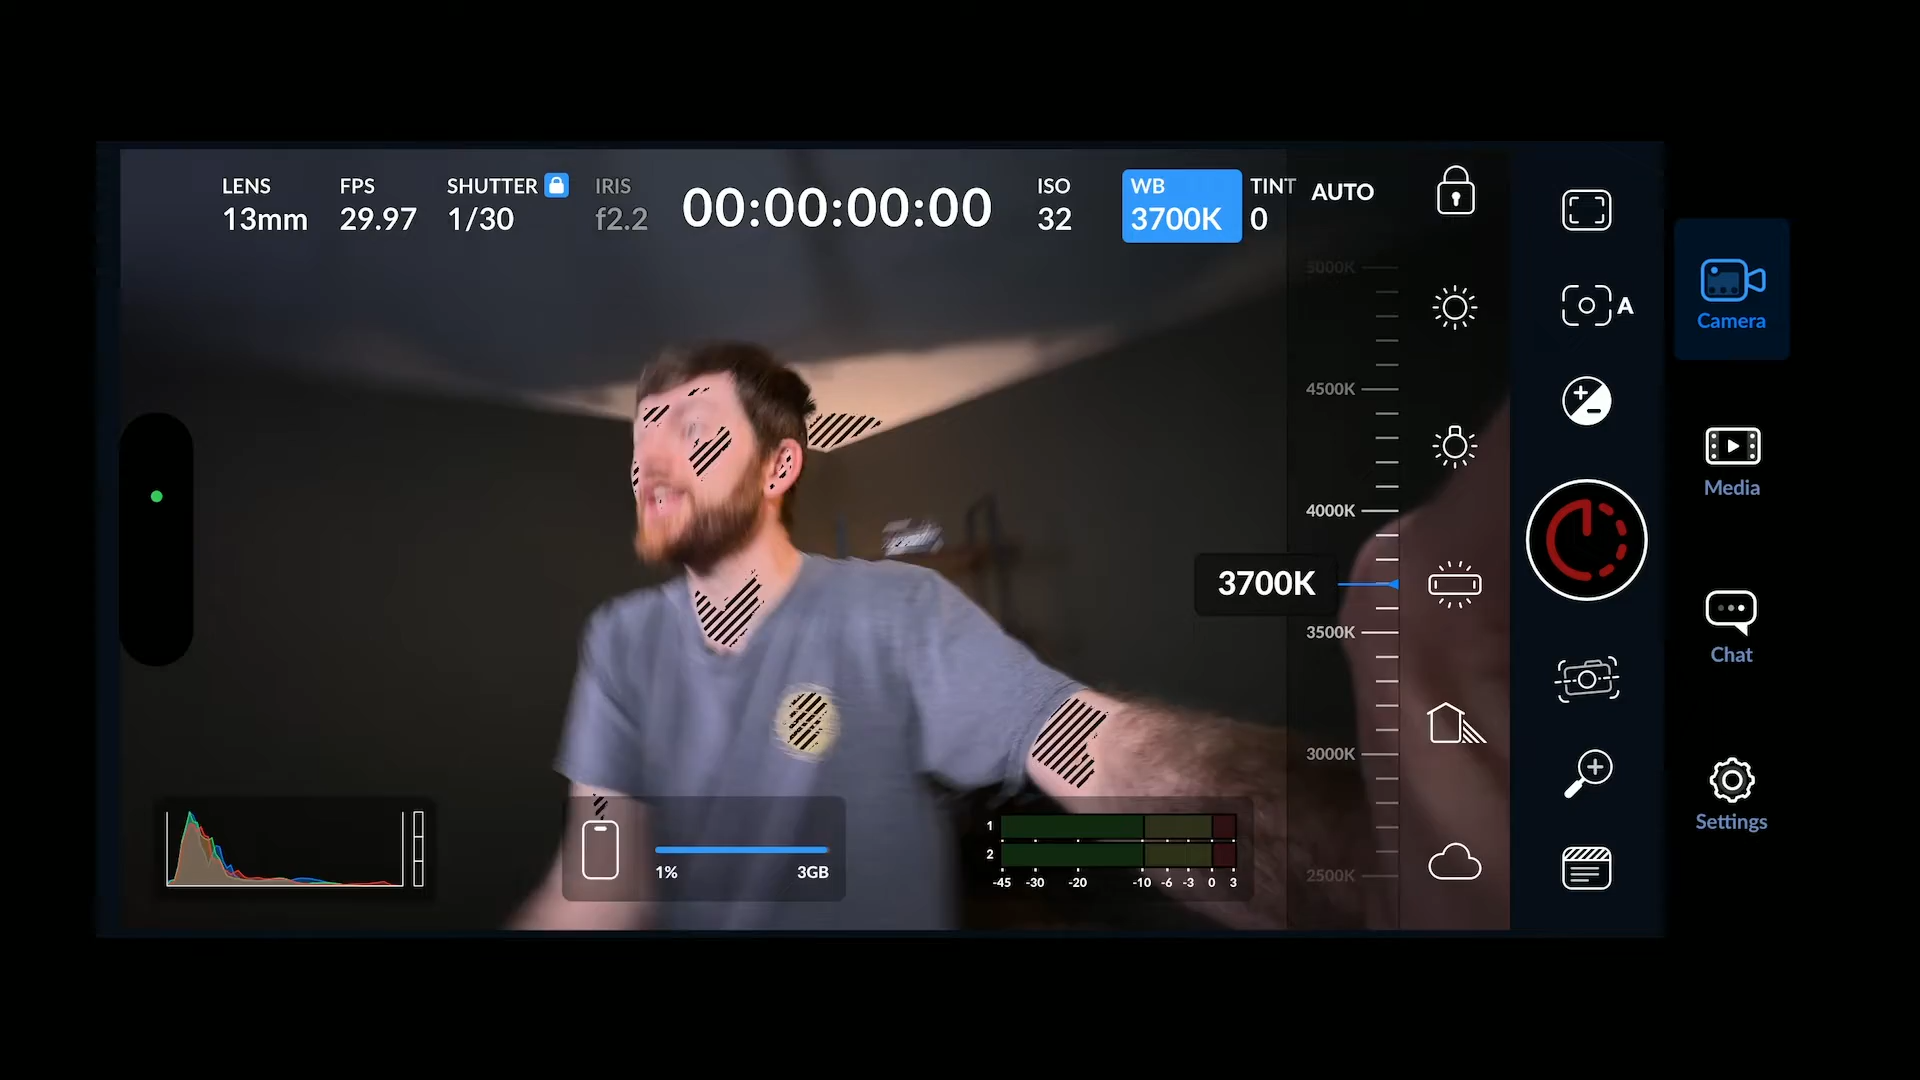 LENS
13mm
FPS
29.97
SHUTTER
1/30
IRIS
f2.2
00:00:00:00
ISO
32
WB
3700K
TINT
0
AUTO
5000K
4500K
4000K
3700K
3500K
3000K
2500K
A
Camera
Media
Chat
Settings
1%
3GB
1
2
-45 -30 -20 -10 -6 -3 0 3